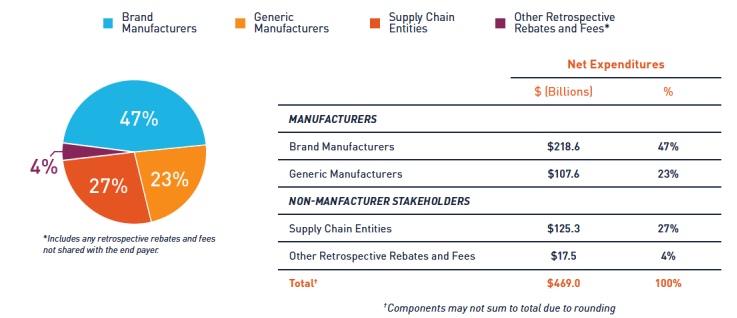 Brand
Manufacturers
Generic
Manufacturers
Supply Chain
Entities
Other Retrospective
Rebates and Fees*
47%
23%
27%
4%
*Includes any retrospective rebates and fees
not shared with the end payer.
Net Expenditures
$ (Billions) %
MANUFACTURERS
Brand Manufacturers $218.6 47%
Generic Manufacturers $107.6 23%
NON-MANFACTURER STAKEHOLDERS
Supply Chain Entities $125.3 27%
Other Retrospective Rebates and Fees $17.5 4%
Total† $469.0 100%
†Components may not sum to total due to rounding